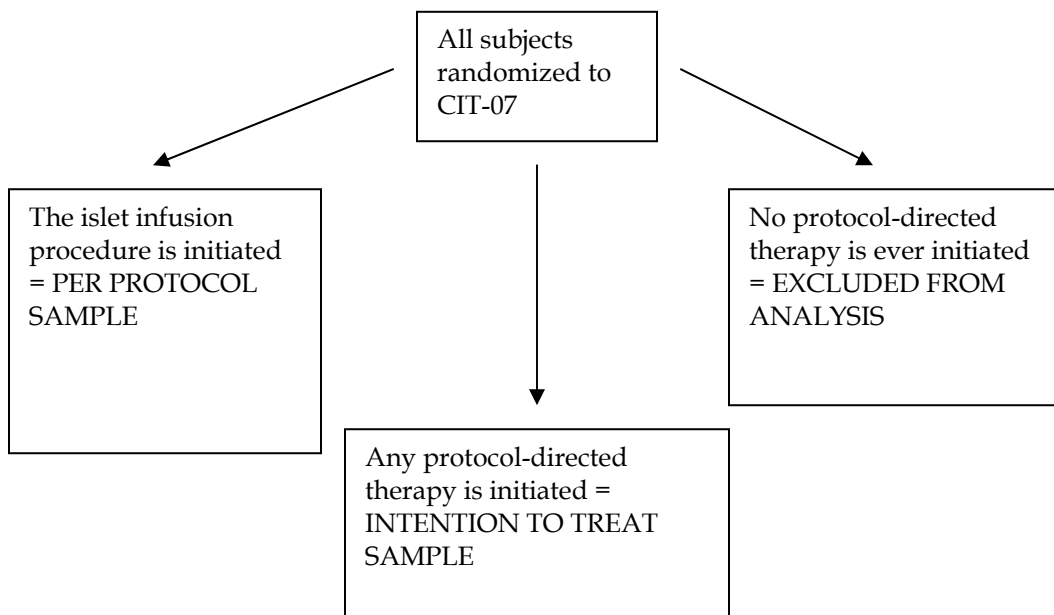 All subjects
randomized to
CIT-07
The islet infusion
procedure is initiated
= PER PROTOCOL
SAMPLE
No protocol-directed
therapy is ever initiated
= EXCLUDED FROM
ANALYSIS
Any protocol-directed
therapy is initiated =
INTENTION TO TREAT
SAMPLE